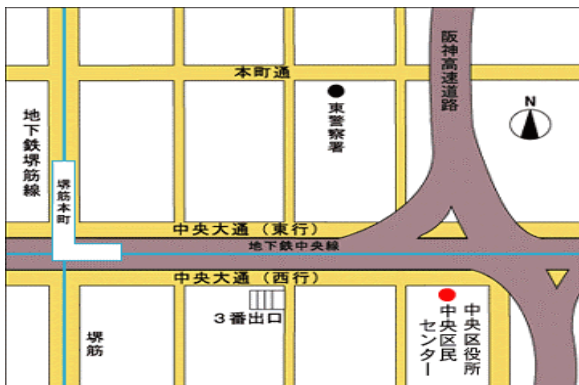 本町通
阪神高速道路
東警察署
N
地下鉄堺筋線
堺筋本町
中央大通（東行）
地下鉄中央線
中央大通（西行）
3番出口
堺筋
中央区役所
中央区民
センター